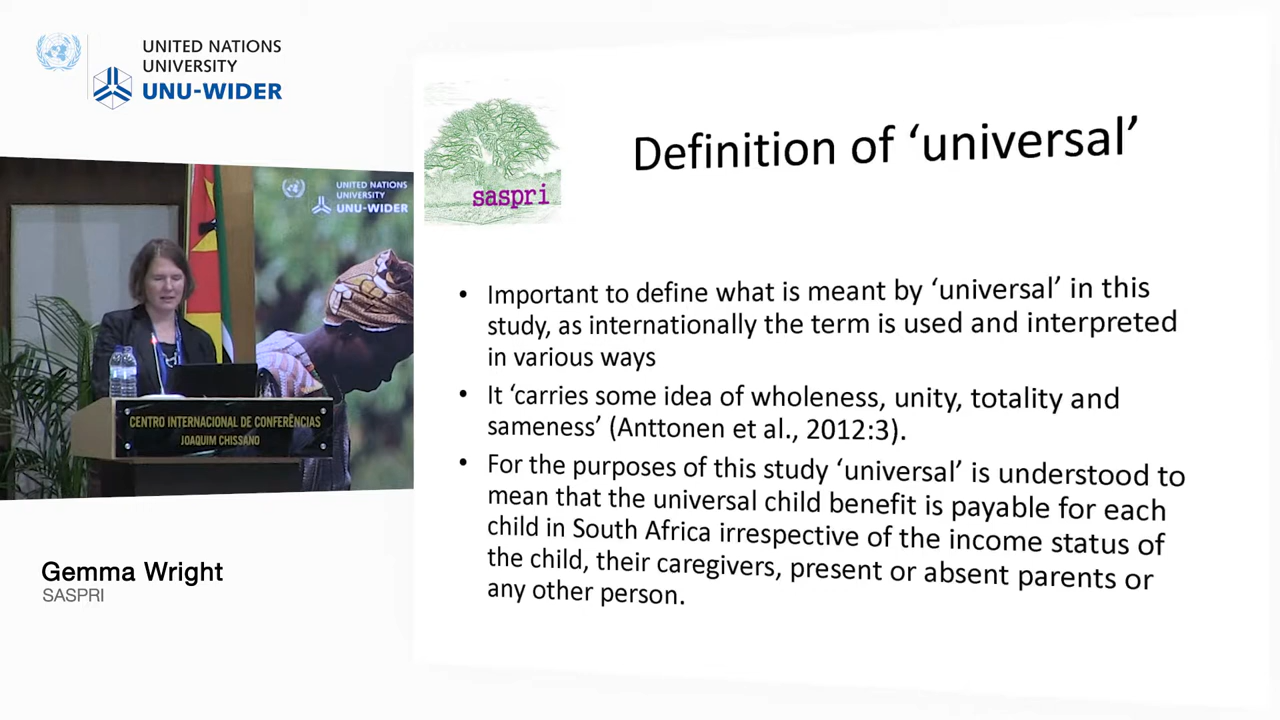 UNITED NATIONS
UNIVERSITY
UNU-WIDER
UNITED NATIONS
UNIVERSITY
UNU-WIDER
CENTRO INTERNACIONAL DE CONFERÊNCIAS
JOAQUIM CHISSANO
Gemma Wright
SASPRI
saspri
Definition of ‘universal’
• Important to define what is meant by ‘universal’ in this
study, as internationally the term is used and interpreted
in various ways
• It ‘carries some idea of wholeness, unity, totality and
sameness’ (Anttonen et al., 2012:3).
• For the purposes of this study ‘universal’ is understood to
mean that the universal child benefit is payable for each
child in South Africa irrespective of the income status of
the child, their caregivers, present or absent parents or
any other person.